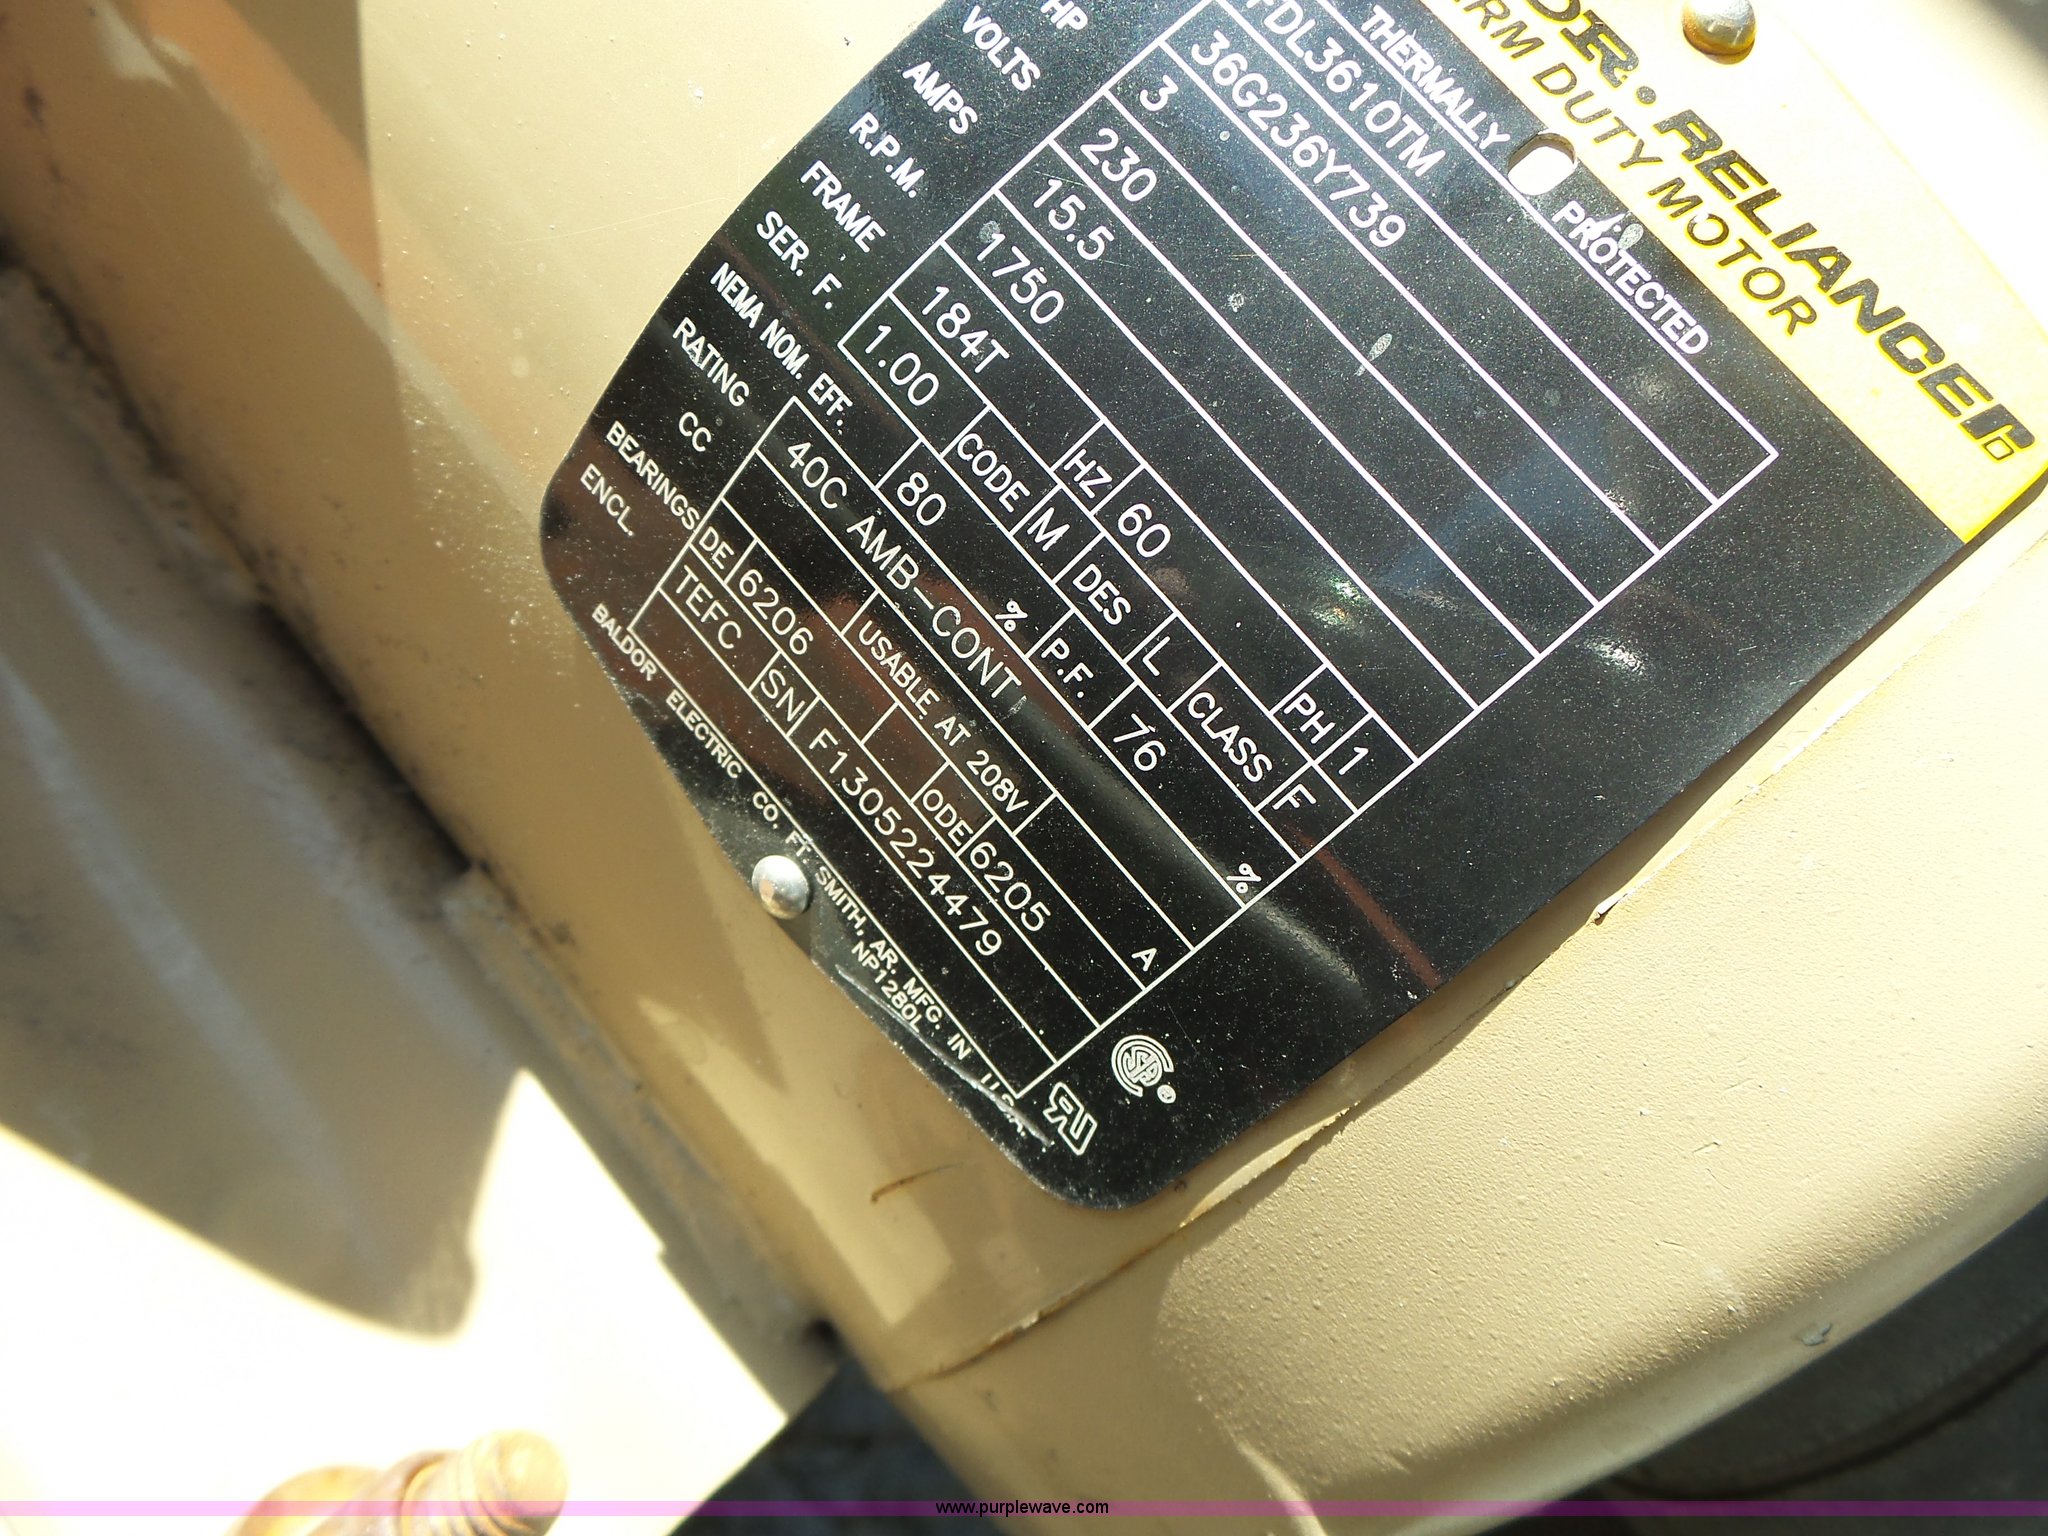 OR · RELIANCE
ARM DUTY MOTOR
THERMALLY PROTECTED
FDL3610TM
36G236Y739
HP 3
VOLTS 230
AMPS 15.5
R.P.M. 1750
FRAME 184T HZ 60 PH 1
SER. F. 1.00 CODE M DES L CLASS F
NEMA NOM. EFF. 80 % P.F. 76 %
RATING 40C AMB-CONT
CC USABLE AT 208V A
BEARINGS DE 6206 ODE 6205
ENCL. TEFC SN F1305224479
BALDOR ELECTRIC CO. FT. SMITH, AR. MFG. IN U.S.A.
NP1280L
www.purplewave.com